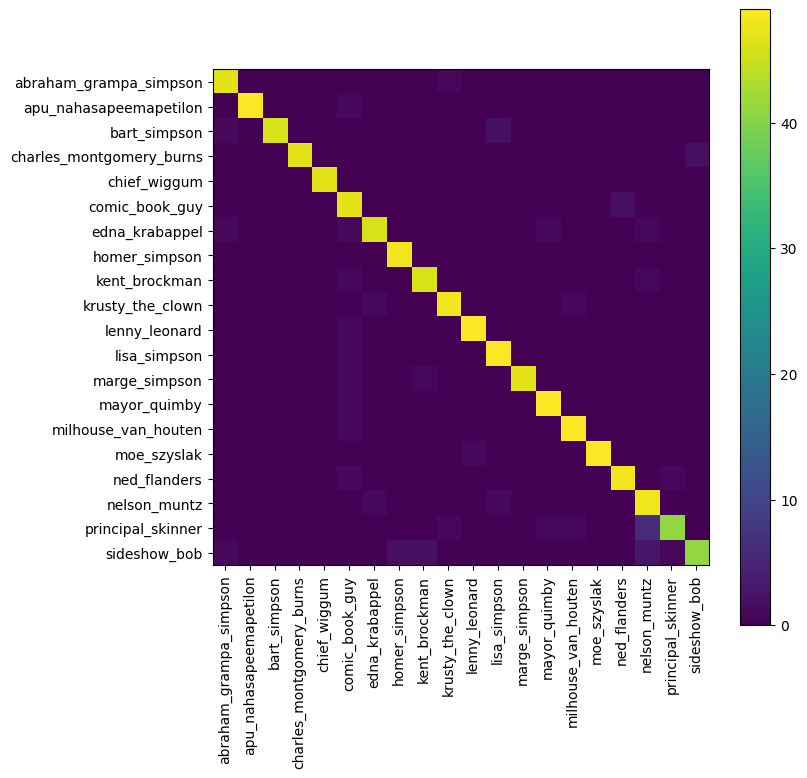 abraham_grampa_simpson
apu_nahasapeemapetilon
bart_simpson
charles_montgomery_burns
chief_wiggum
comic_book_guy
edna_krabappel
homer_simpson
kent_brockman
krusty_the_clown
lenny_leonard
lisa_simpson
marge_simpson
mayor_quimby
milhouse_van_houten
moe_szyslak
ned_flanders
nelson_muntz
principal_skinner
sideshow_bob
abraham_grampa_simpson
apu_nahasapeemapetilon
bart_simpson
charles_montgomery_burns
chief_wiggum
comic_book_guy
edna_krabappel
homer_simpson
kent_brockman
krusty_the_clown
lenny_leonard
lisa_simpson
marge_simpson
mayor_quimby
milhouse_van_houten
moe_szyslak
ned_flanders
nelson_muntz
principal_skinner
sideshow_bob
40
30
20
10
0